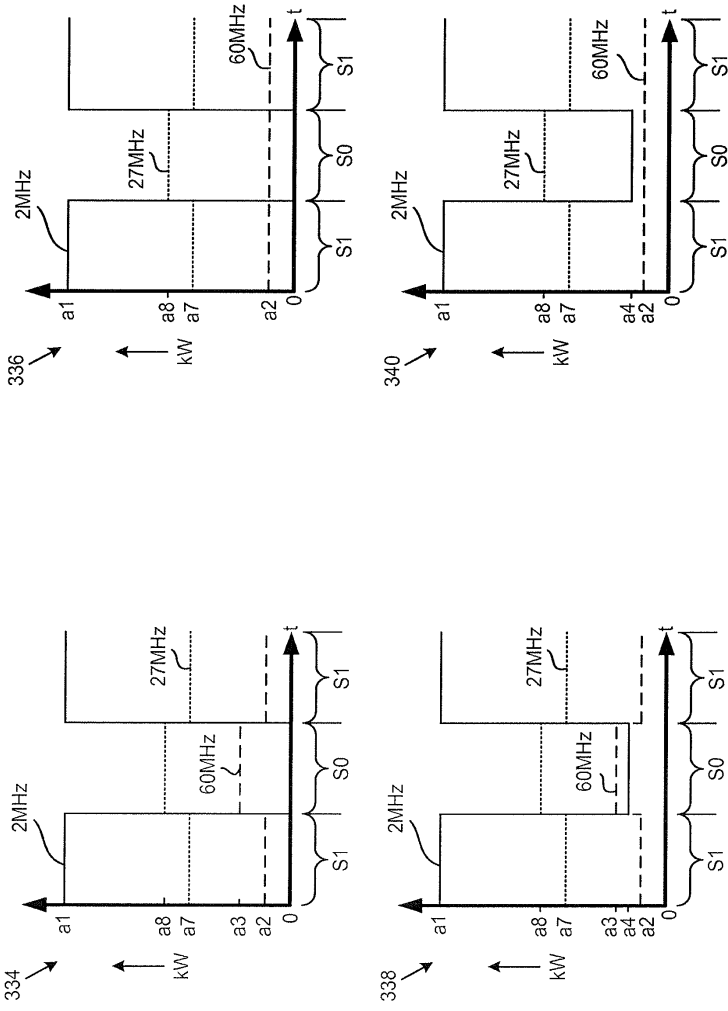 334
kW
a1
a8
a7
a3
a2
0
2MHz
60MHz
27MHz
t
S1
S0
S1
336
kW
a1
a8
a7
a2
0
2MHz
27MHz
60MHz
t
S1
S0
S1
338
kW
a1
a8
a7
a3
a4
a2
0
2MHz
60MHz
27MHz
t
S1
S0
S1
340
kW
a1
a8
a7
a4
a2
0
2MHz
27MHz
60MHz
t
S1
S0
S1